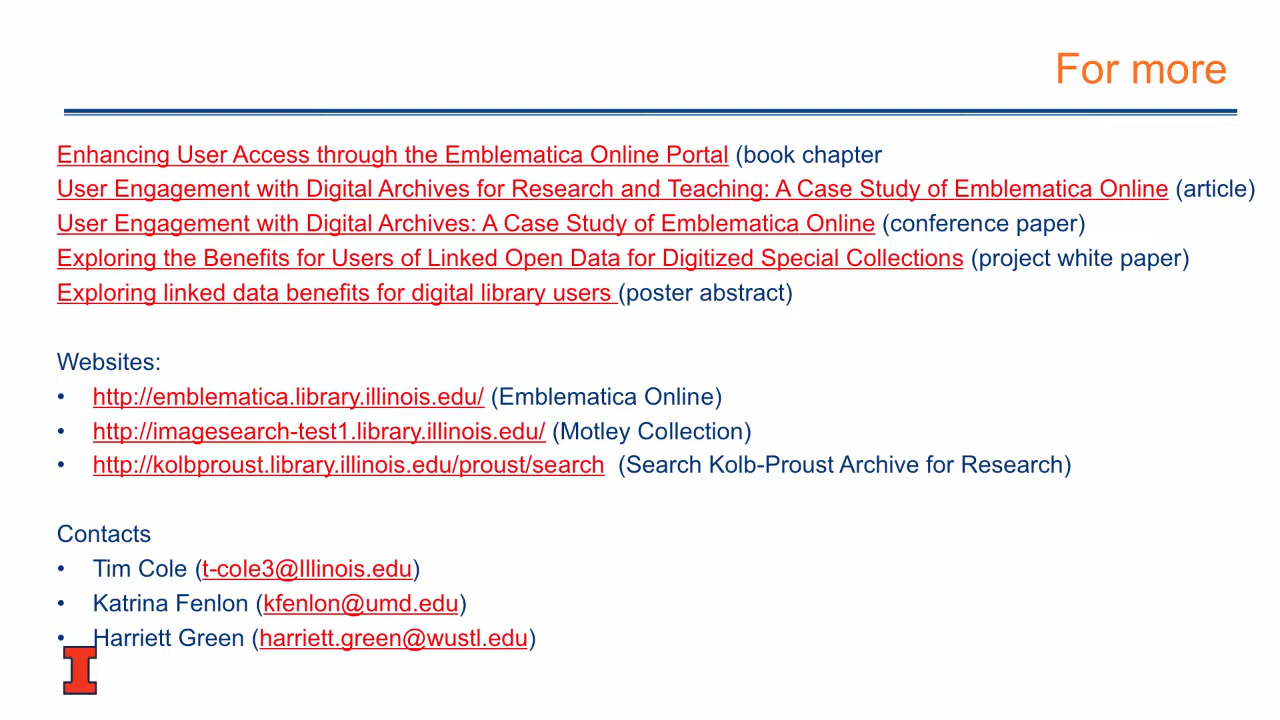 For more
Enhancing User Access through the Emblematica Online Portal (book chapter
User Engagement with Digital Archives for Research and Teaching: A Case Study of Emblematica Online (article)
User Engagement with Digital Archives: A Case Study of Emblematica Online (conference paper)
Exploring the Benefits for Users of Linked Open Data for Digitized Special Collections (project white paper)
Exploring linked data benefits for digital library users (poster abstract)
Websites:
• http://emblematica.library.illinois.edu/ (Emblematica Online)
• http://imagesearch-test1.library.illinois.edu/ (Motley Collection)
• http://kolbproust.library.illinois.edu/proust/search (Search Kolb-Proust Archive for Research)
Contacts
• Tim Cole (t-cole3@Illinois.edu)
• Katrina Fenlon (kfenlon@umd.edu)
• Harriett Green (harriett.green@wustl.edu)
I